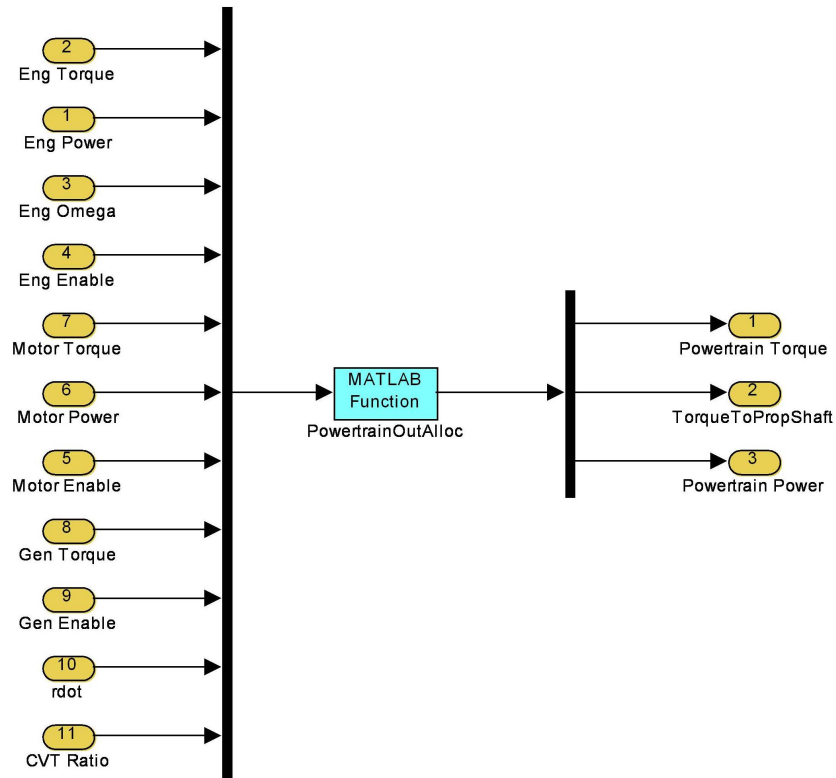 2
Eng Torque
1
Eng Power
3
Eng Omega
4
Eng Enable
7
Motor Torque
6
Motor Power
5
Motor Enable
8
Gen Torque
9
Gen Enable
10
rdot
11
CVT Ratio
MATLAB
Function
PowertrainOutAlloc
1
Powertrain Torque
2
TorqueToPropShaft
3
Powertrain Power